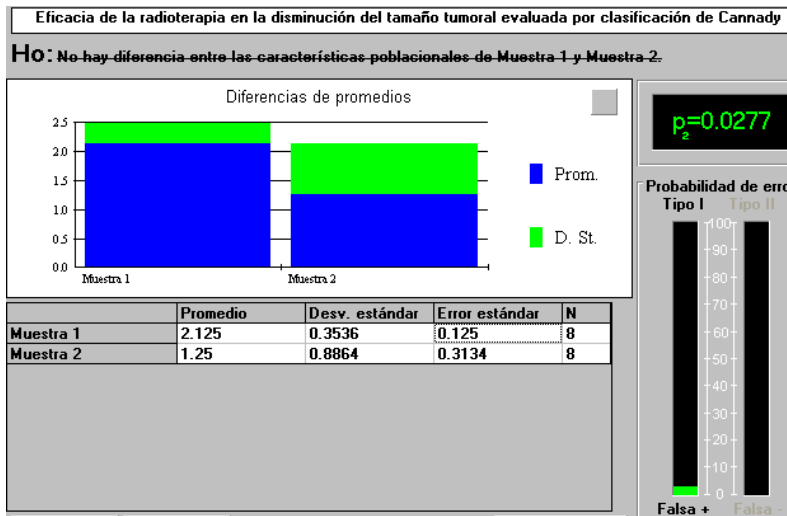 Eficacia de la radioterapia en la disminución del tamaño tumoral evaluada por clasificación de Cannady
Ho: No hay diferencia entre las características poblacionales de Muestra 1 y Muestra 2.
Diferencias de promedios
2.5
2.0
1.5
1.0
0.5
0.0
Muestra 1 Muestra 2
Prom.
D. St.
p2=0.0277
Probabilidad de erro
Tipo I Tipo II
100
90
80
70
60
50
40
30
20
10
0
Falsa + Falsa -
Promedio Desv. estándar Error estándar N
Muestra 1 2.125 0.3536 0.125 8
Muestra 2 1.25 0.8864 0.3134 8